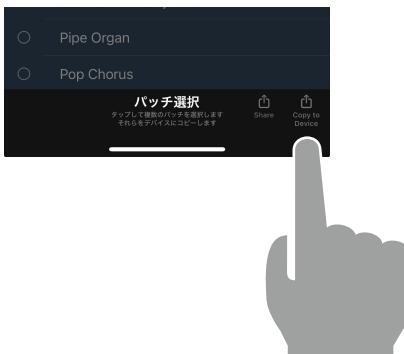 Pipe Organ
Pop Chorus
パッチ選択
タップして複数のパッチを選択します
それらをデバイスにコピーします
Share
Copy to
Device